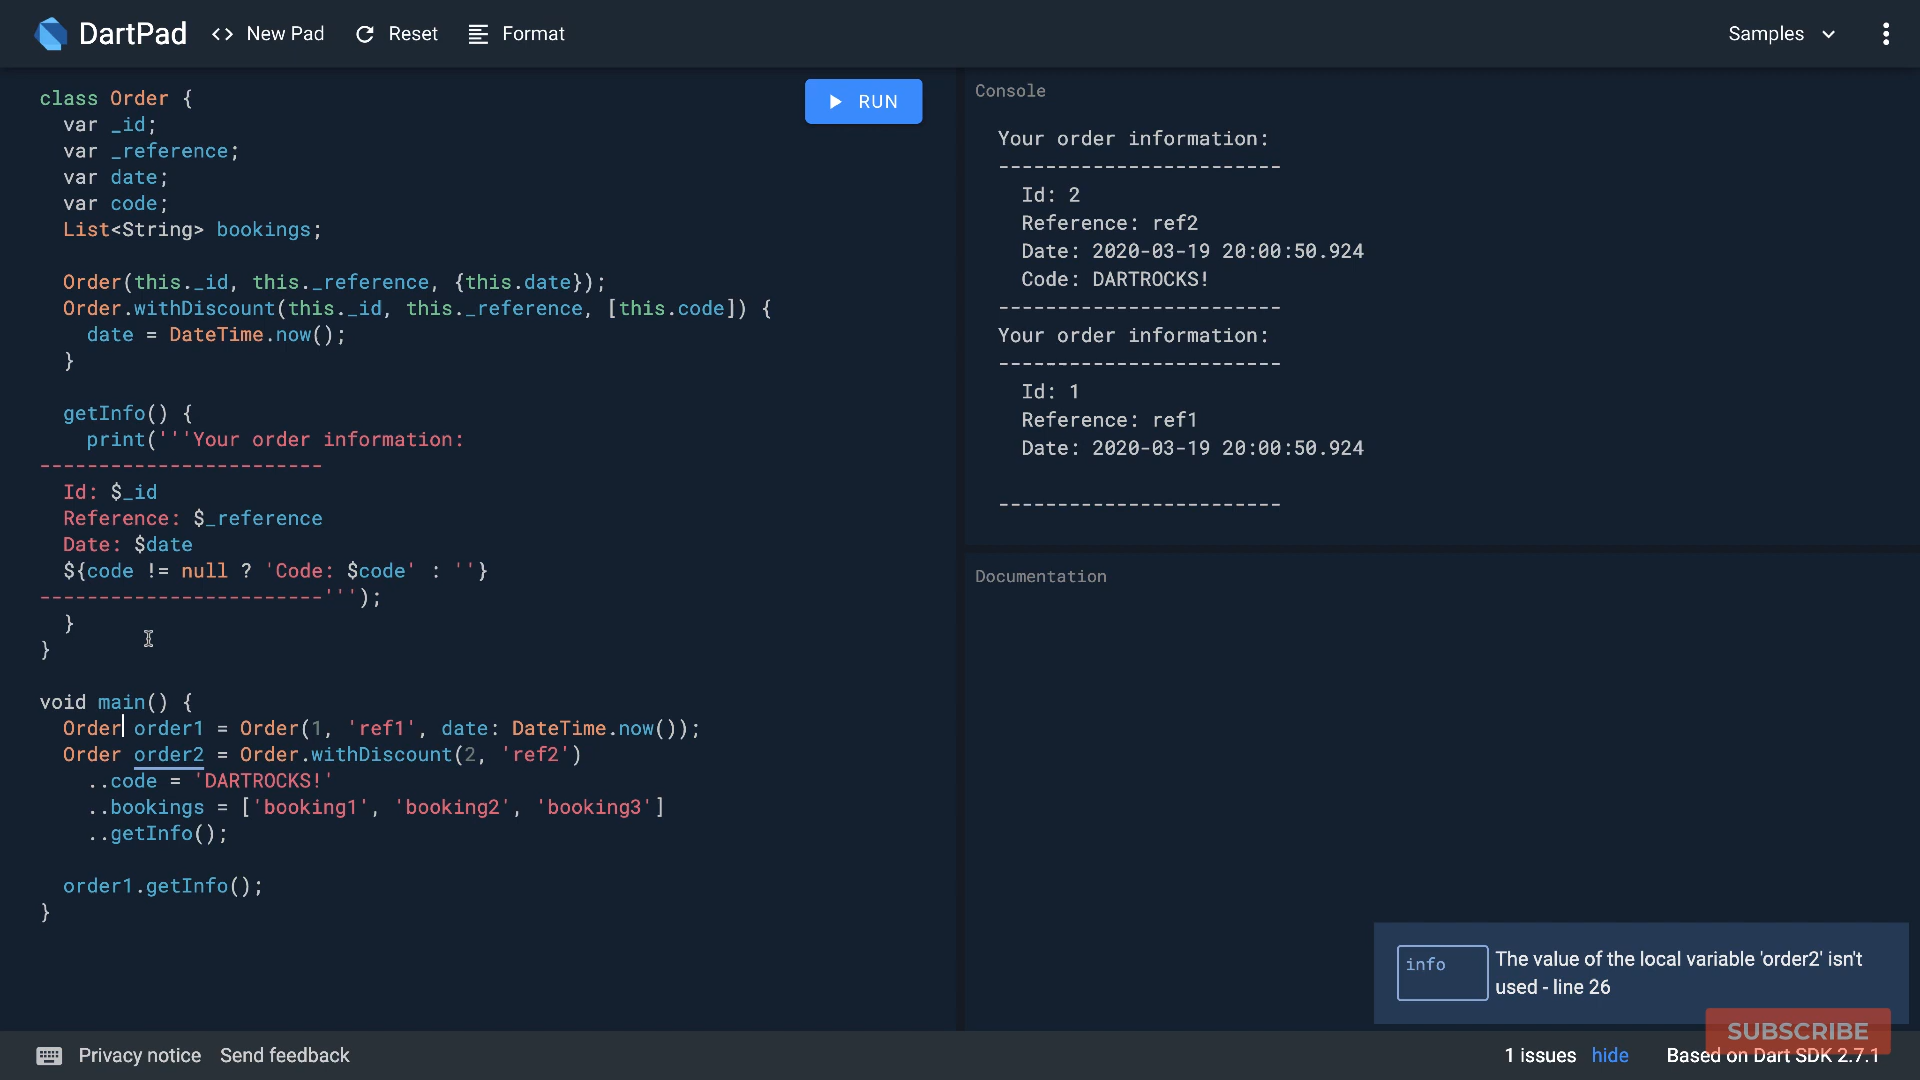 DartPad
<> New Pad
Reset
Format
Samples
class Order {
  var _id;
  var _reference;
  var date;
  var code;
  List<String> bookings;
  Order(this._id, this._reference, {this.date});
  Order.withDiscount(this._id, this._reference, [this.code]) {
    date = DateTime.now();
  }
  getInfo() {
    print('''Your order information:
------------------------
  Id: $_id
  Reference: $_reference
  Date: $date
  ${code != null ? 'Code: $code' : ''}
------------------------''');
  }
}
void main() {
  Order order1 = Order(1, 'ref1', date: DateTime.now());
  Order order2 = Order.withDiscount(2, 'ref2')
    ..code = 'DARTROCKS!'
    ..bookings = ['booking1', 'booking2', 'booking3']
    ..getInfo();
  order1.getInfo();
}
RUN
Console
Your order information:
------------------------
  Id: 2
  Reference: ref2
  Date: 2020-03-19 20:00:50.924
  Code: DARTROCKS!
------------------------
Your order information:
------------------------
  Id: 1
  Reference: ref1
  Date: 2020-03-19 20:00:50.924
------------------------
Documentation
info
The value of the local variable 'order2' isn't
used - line 26
SUBSCRIBE
Privacy notice
Send feedback
1 issues
hide
Based on Dart SDK 2.7.1